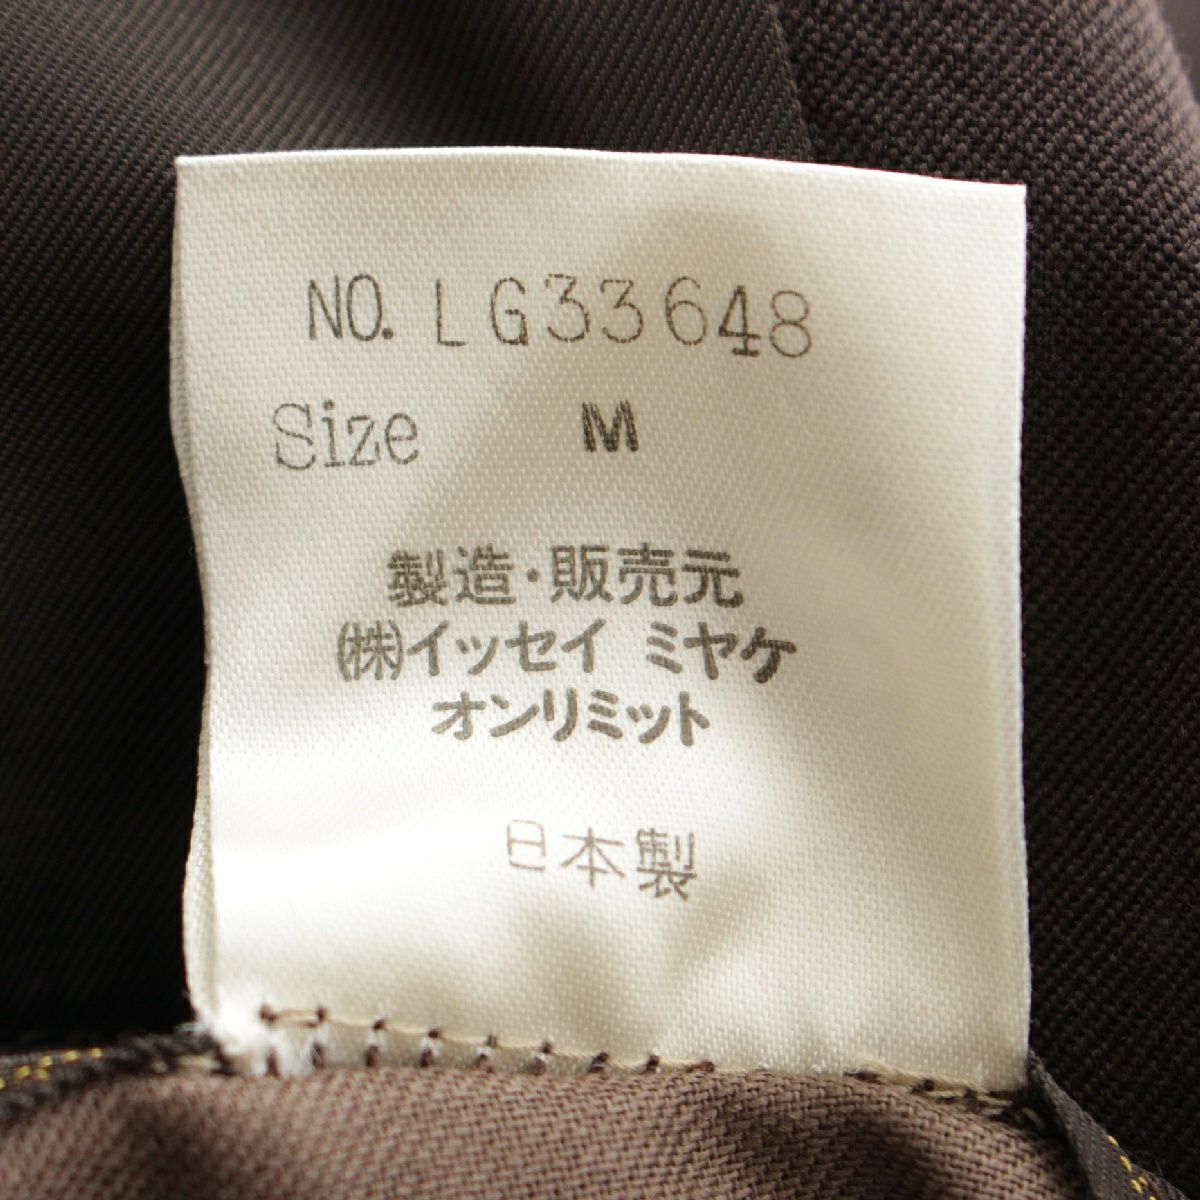 NO. LG33648
Size M
製造・販売元
㈱イッセイ ミヤケ
オンリミット
日本製